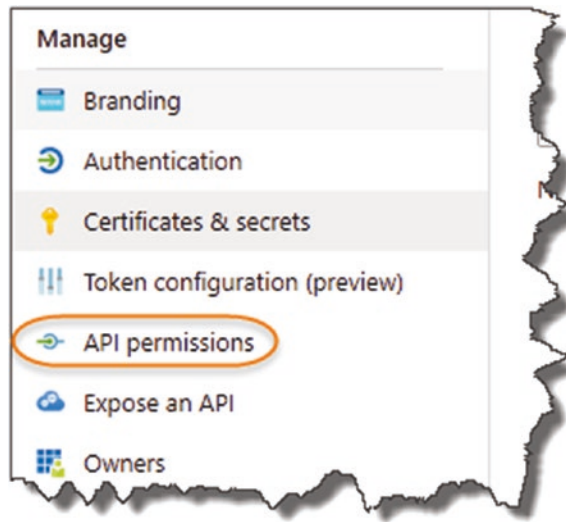 Manage
Branding
Authentication
Certificates & secrets
Token configuration (preview)
API permissions
Expose an API
Owners